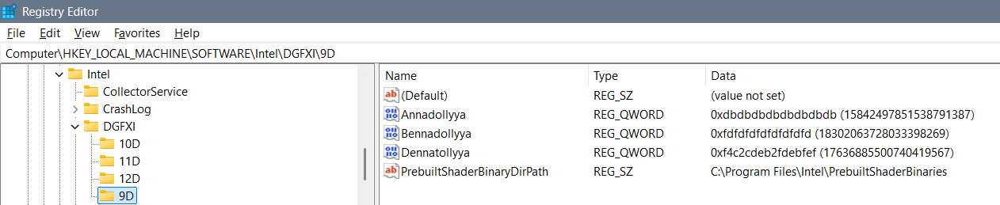 Registry Editor
File Edit View Favorites Help
Computer\HKEY_LOCAL_MACHINE\SOFTWARE\Intel\DGFXI\9D
Intel
CollectorService
CrashLog
DGFXI
10D
11D
12D
9D
Name Type Data
(Default) REG_SZ (value not set)
Annadollyya REG_QWORD 0xdbdbdbdbdbdbdbdb (15842497851538791387)
Bennadollyya REG_QWORD 0xfdfdfdfdfdfdfdfd (18302063728033398269)
Dennatollyya REG_QWORD 0xf4c2cdeb2fdebfef (17636885500740419567)
PrebuiltShaderBinaryDirPath REG_SZ C:\Program Files\Intel\PrebuiltShaderBinaries